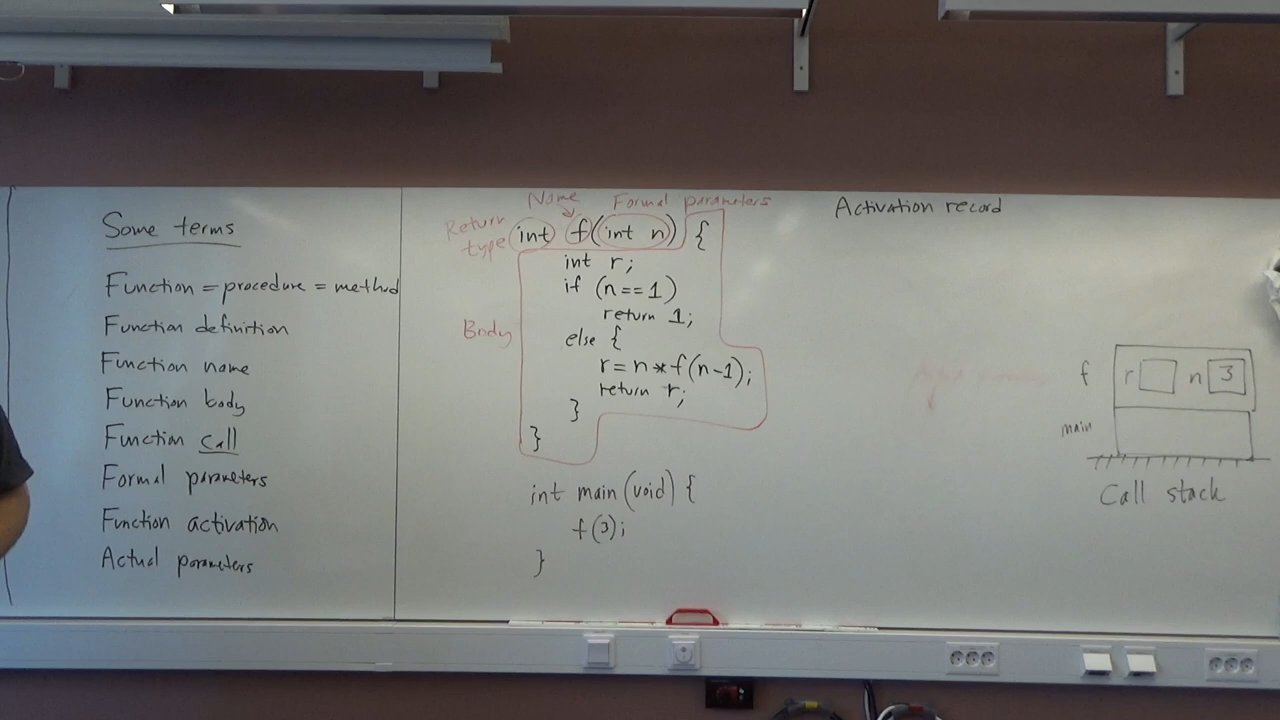 Some terms
Function = procedure = method
Function definition
Function name
Function body
Function call
Formal parameters
Function activation
Actual parameters
Name Formal parameters
Return
type int f(int n) {
int r;
if (n==1)
return 1;
Body
else {
r=n*f(n-1);
return r;
}
}
int main(void) {
f(3);
}
Activation record
f r n 3
main
Call stack